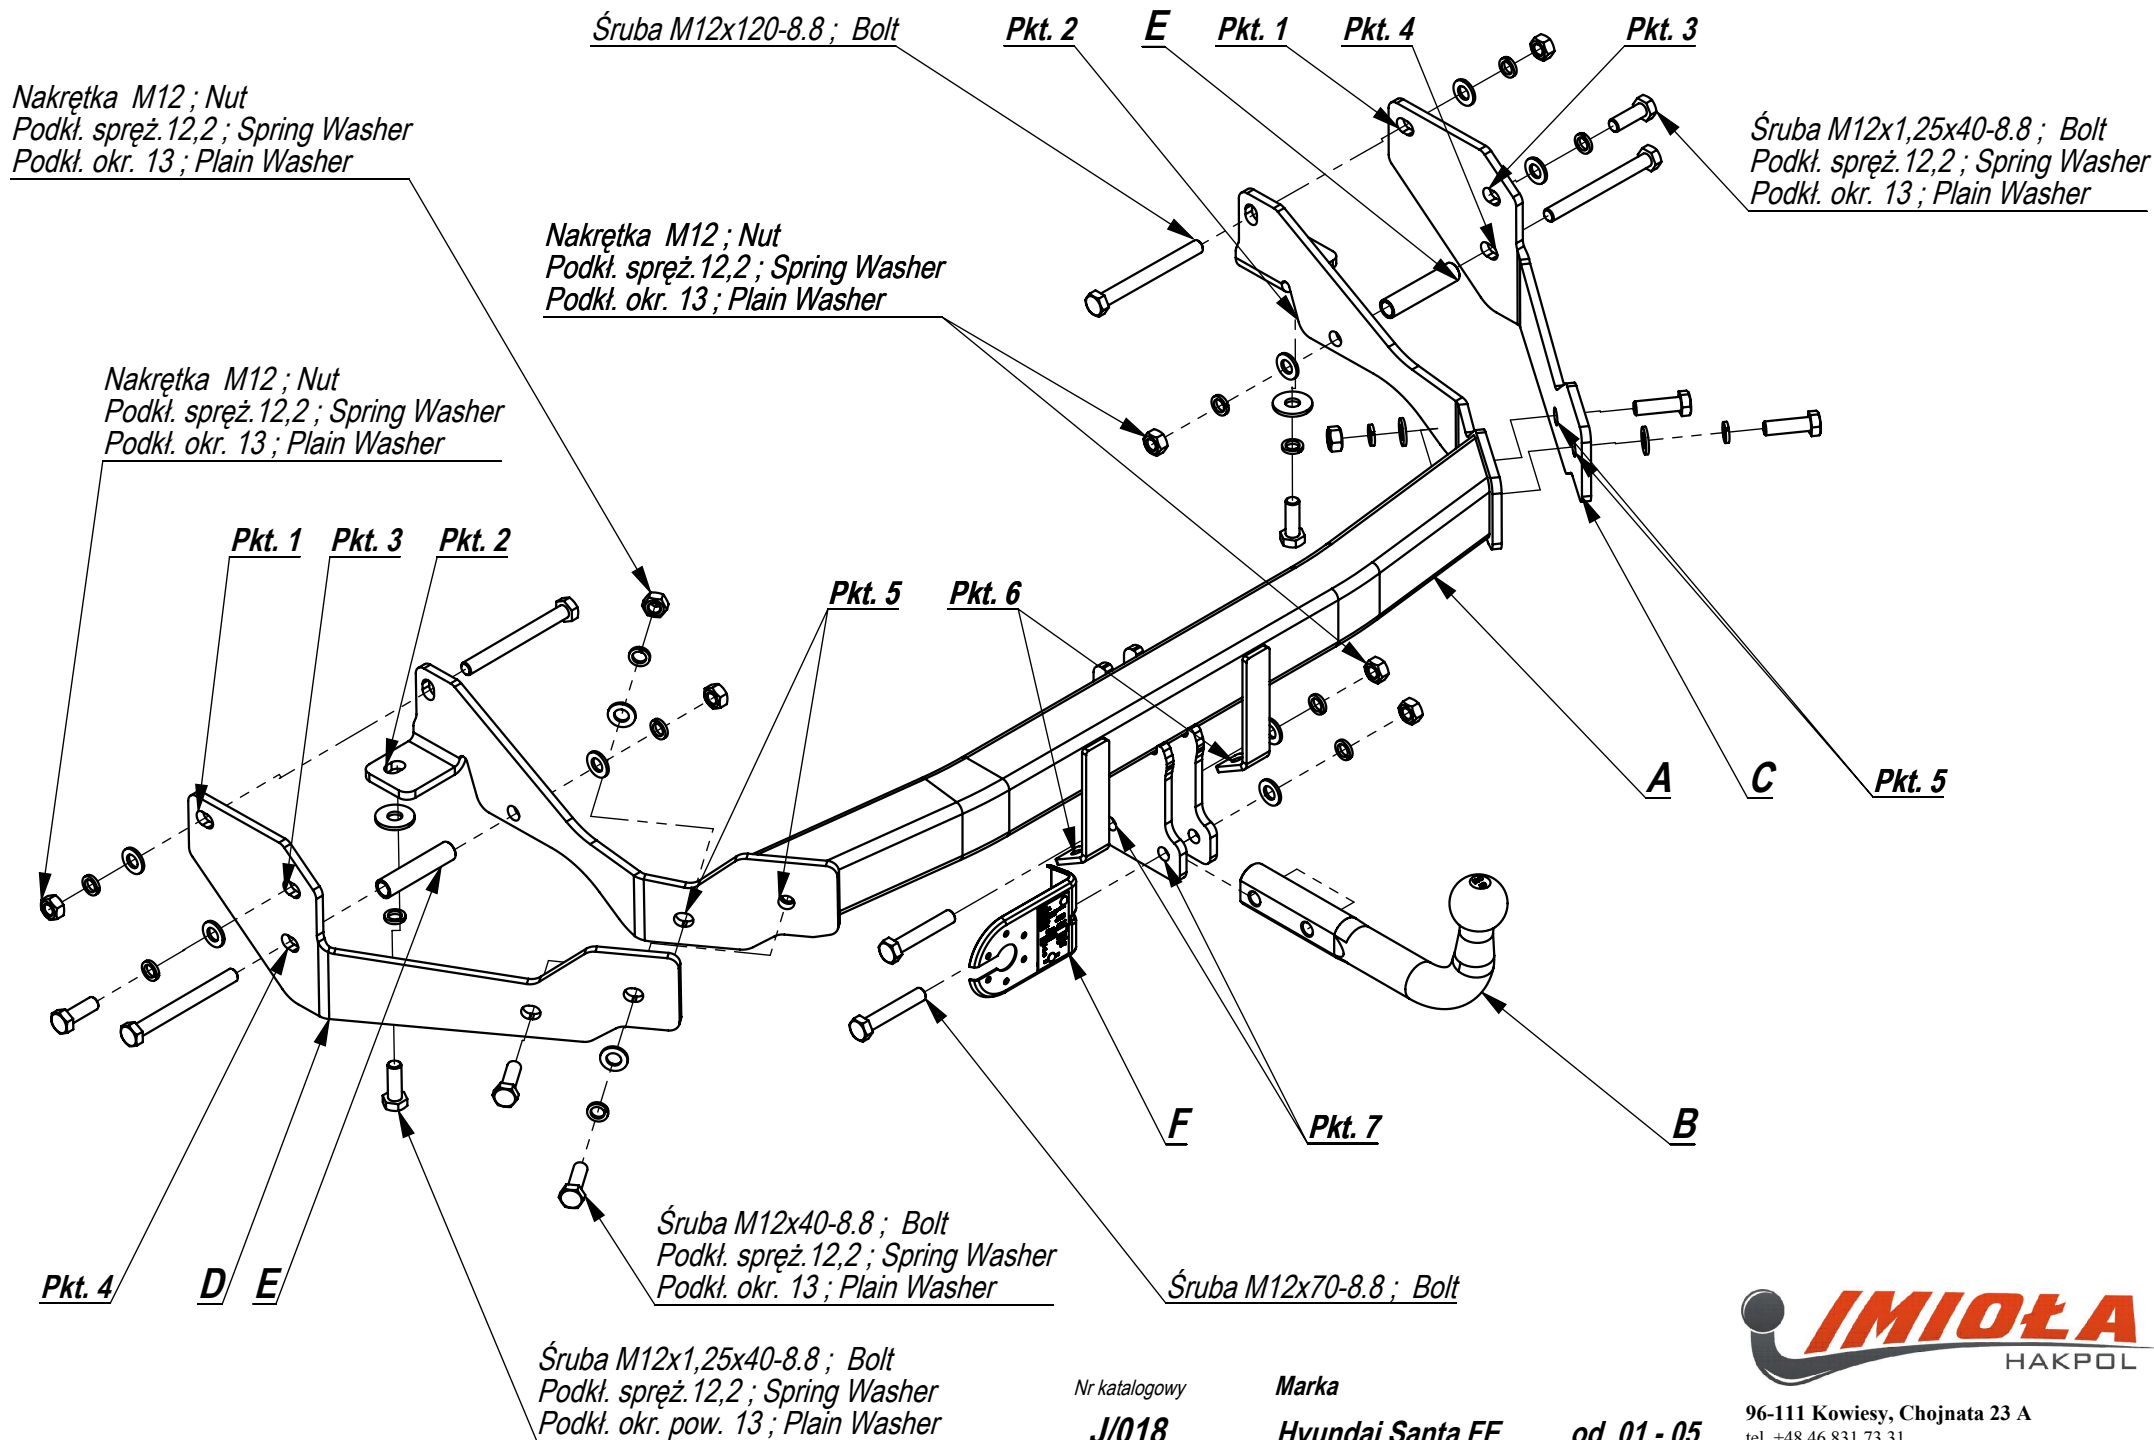 Śruba M12x120-8.8 ; Bolt
Pkt. 2
E
Pkt. 1
Pkt. 4
Pkt. 3
Nakrętka M12 ; Nut
Podkł. spręż.12,2 ; Spring Washer
Podkł. okr. 13 ; Plain Washer
Śruba M12x1,25x40-8.8 ; Bolt
Podkł. spręż.12,2 ; Spring Washer
Podkł. okr. 13 ; Plain Washer
Nakrętka M12 ; Nut
Podkł. spręż.12,2 ; Spring Washer
Podkł. okr. 13 ; Plain Washer
Nakrętka M12 ; Nut
Podkł. spręż.12,2 ; Spring Washer
Podkł. okr. 13 ; Plain Washer
Pkt. 1
Pkt. 3
Pkt. 2
Pkt. 5
Pkt. 6
A
C
Pkt. 5
F
Pkt. 7
B
Pkt. 4
D
E
Śruba M12x40-8.8 ; Bolt
Podkł. spręż.12,2 ; Spring Washer
Podkł. okr. 13 ; Plain Washer
Śruba M12x70-8.8 ; Bolt
Śruba M12x1,25x40-8.8 ; Bolt
Podkł. spręż.12,2 ; Spring Washer
Podkł. okr. pow. 13 ; Plain Washer
Nr katalogowy
Marka
J/018
Hyundai Santa FE
od 01 - 05
IMIOŁA
HAKPOL
96-111 Kowiesy, Chojnata 23 A
tel. +48 46 831 73 31